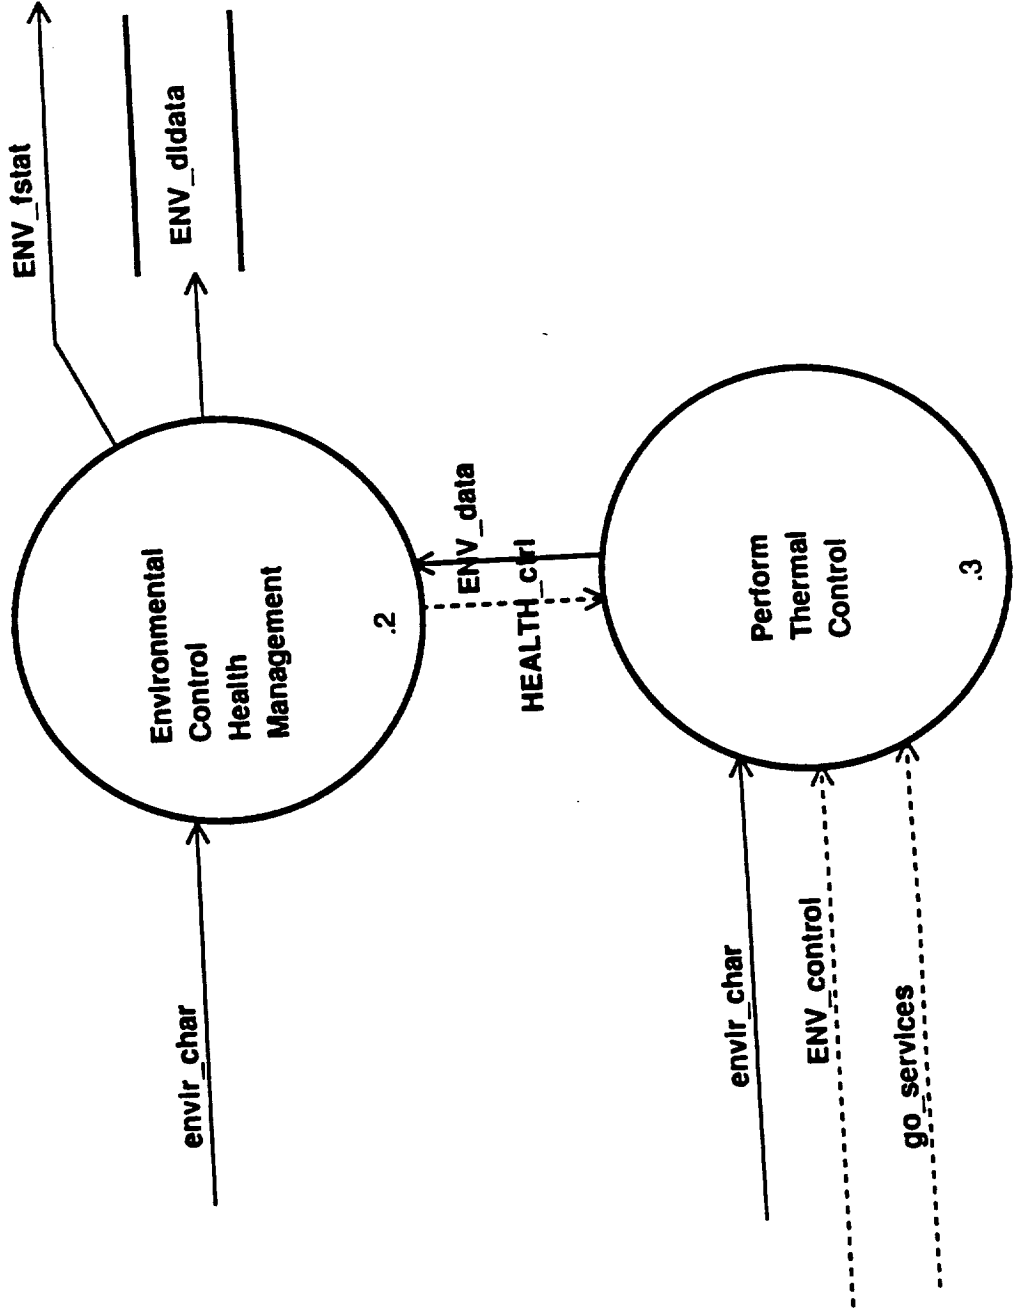 ENV_fstat
ENV_dldata
Environmental
Control
Health
Management
.2
envir_char
ENV_data
HEALTH_ctrl
Perform
Thermal
Control
.3
envir_char
ENV_control
go_services